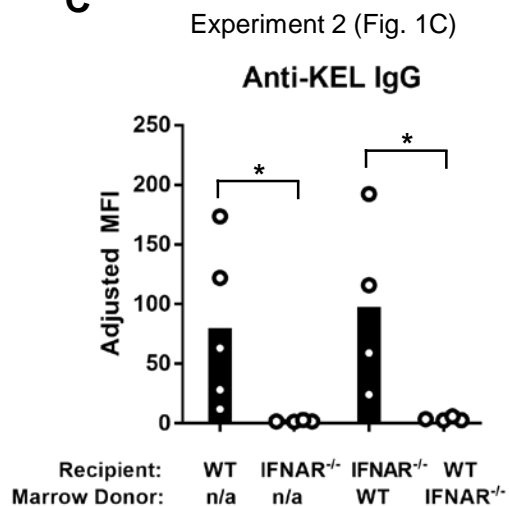 C
Experiment 2 (Fig. 1C)
Anti-KEL IgG
Adjusted MFI
250
200
150
100
50
0
*
*
Recipient: WT IFNAR-/- IFNAR-/- WT
Marrow Donor: n/a n/a WT IFNAR-/-